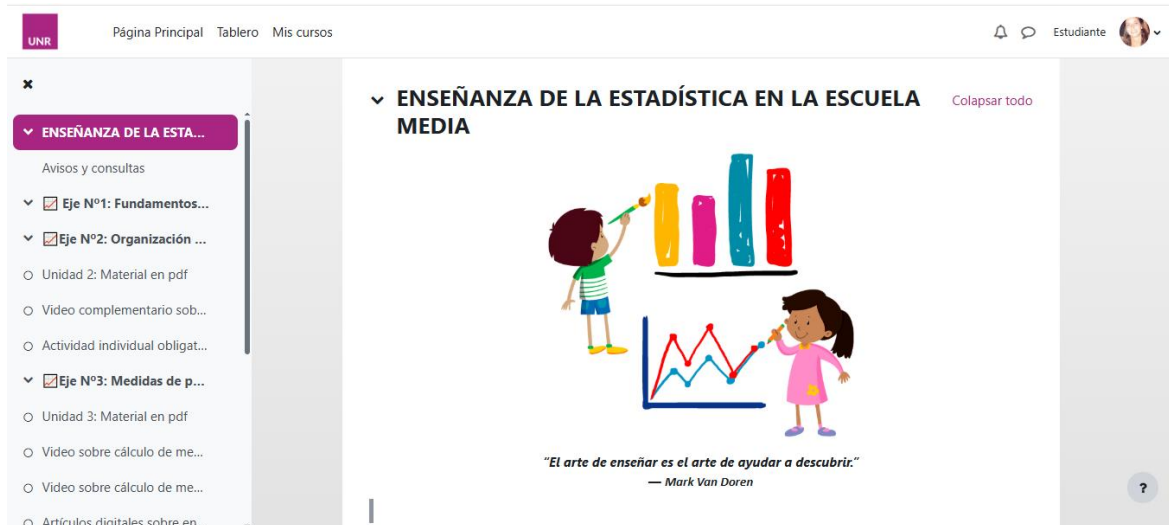 UNR
Página Principal Tablero Mis cursos
Estudiante
ENSEÑANZA DE LA ESTA...
Avisos y consultas
Eje Nº1: Fundamentos...
Eje Nº2: Organización ...
Unidad 2: Material en pdf
Video complementario sob...
Actividad individual obligat...
Eje Nº3: Medidas de p...
Unidad 3: Material en pdf
Video sobre cálculo de me...
Video sobre cálculo de me...
Artículos digitales sobre en...
ENSEÑANZA DE LA ESTADÍSTICA EN LA ESCUELA
MEDIA
Colapsar todo
“El arte de enseñar es el arte de ayudar a descubrir.”
— Mark Van Doren
?